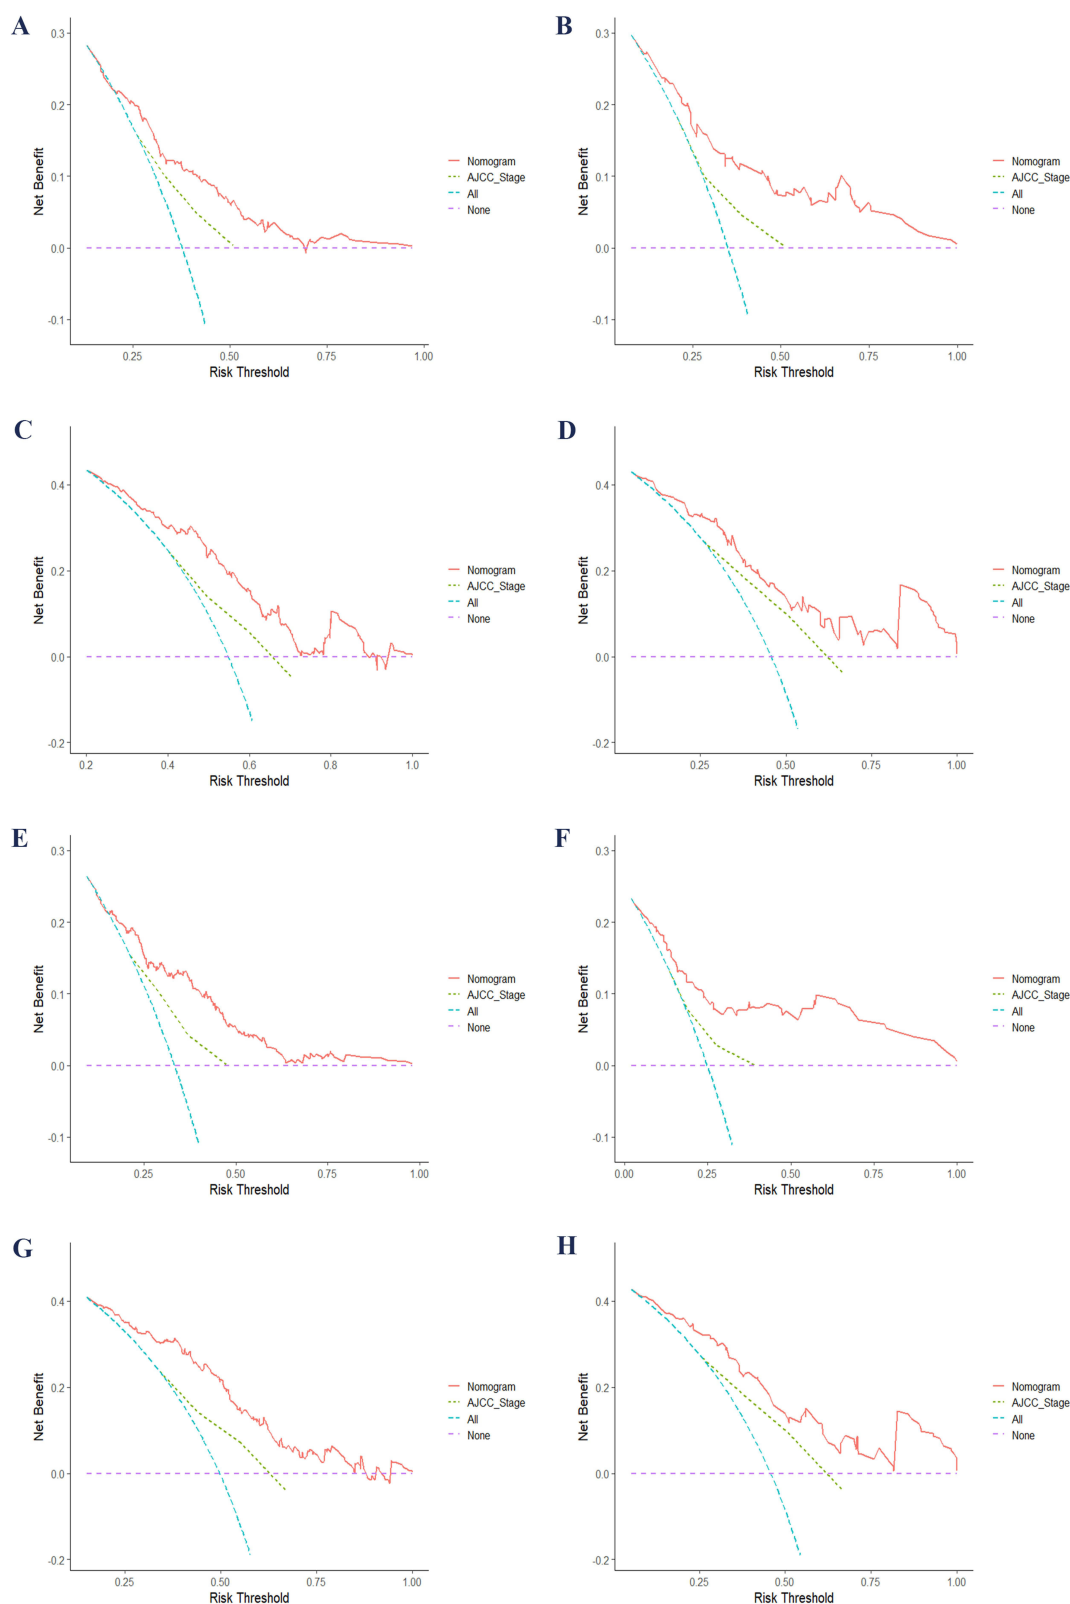 A
0.3
0.2
0.1
0.0
-0.1
Net Benefit
0.25 0.50 0.75 1.00
Risk Threshold
Nomogram
AJCC_Stage
All
None
B
0.3
0.2
0.1
0.0
-0.1
Net Benefit
0.25 0.50 0.75 1.00
Risk Threshold
Nomogram
AJCC_Stage
All
None
C
0.4
0.2
0.0
-0.2
Net Benefit
0.2 0.4 0.6 0.8 1.0
Risk Threshold
Nomogram
AJCC_Stage
All
None
D
0.4
0.2
0.0
-0.2
Net Benefit
0.25 0.50 0.75 1.00
Risk Threshold
Nomogram
AJCC_Stage
All
None
E
0.3
0.2
0.1
0.0
-0.1
Net Benefit
0.25 0.50 0.75 1.00
Risk Threshold
Nomogram
AJCC_Stage
All
None
F
0.3
0.2
0.1
0.0
-0.1
Net Benefit
0.00 0.25 0.50 0.75 1.00
Risk Threshold
Nomogram
AJCC_Stage
All
None
G
0.4
0.2
0.0
-0.2
Net Benefit
0.25 0.50 0.75 1.00
Risk Threshold
Nomogram
AJCC_Stage
All
None
H
0.4
0.2
0.0
-0.2
Net Benefit
0.25 0.50 0.75 1.00
Risk Threshold
Nomogram
AJCC_Stage
All
None